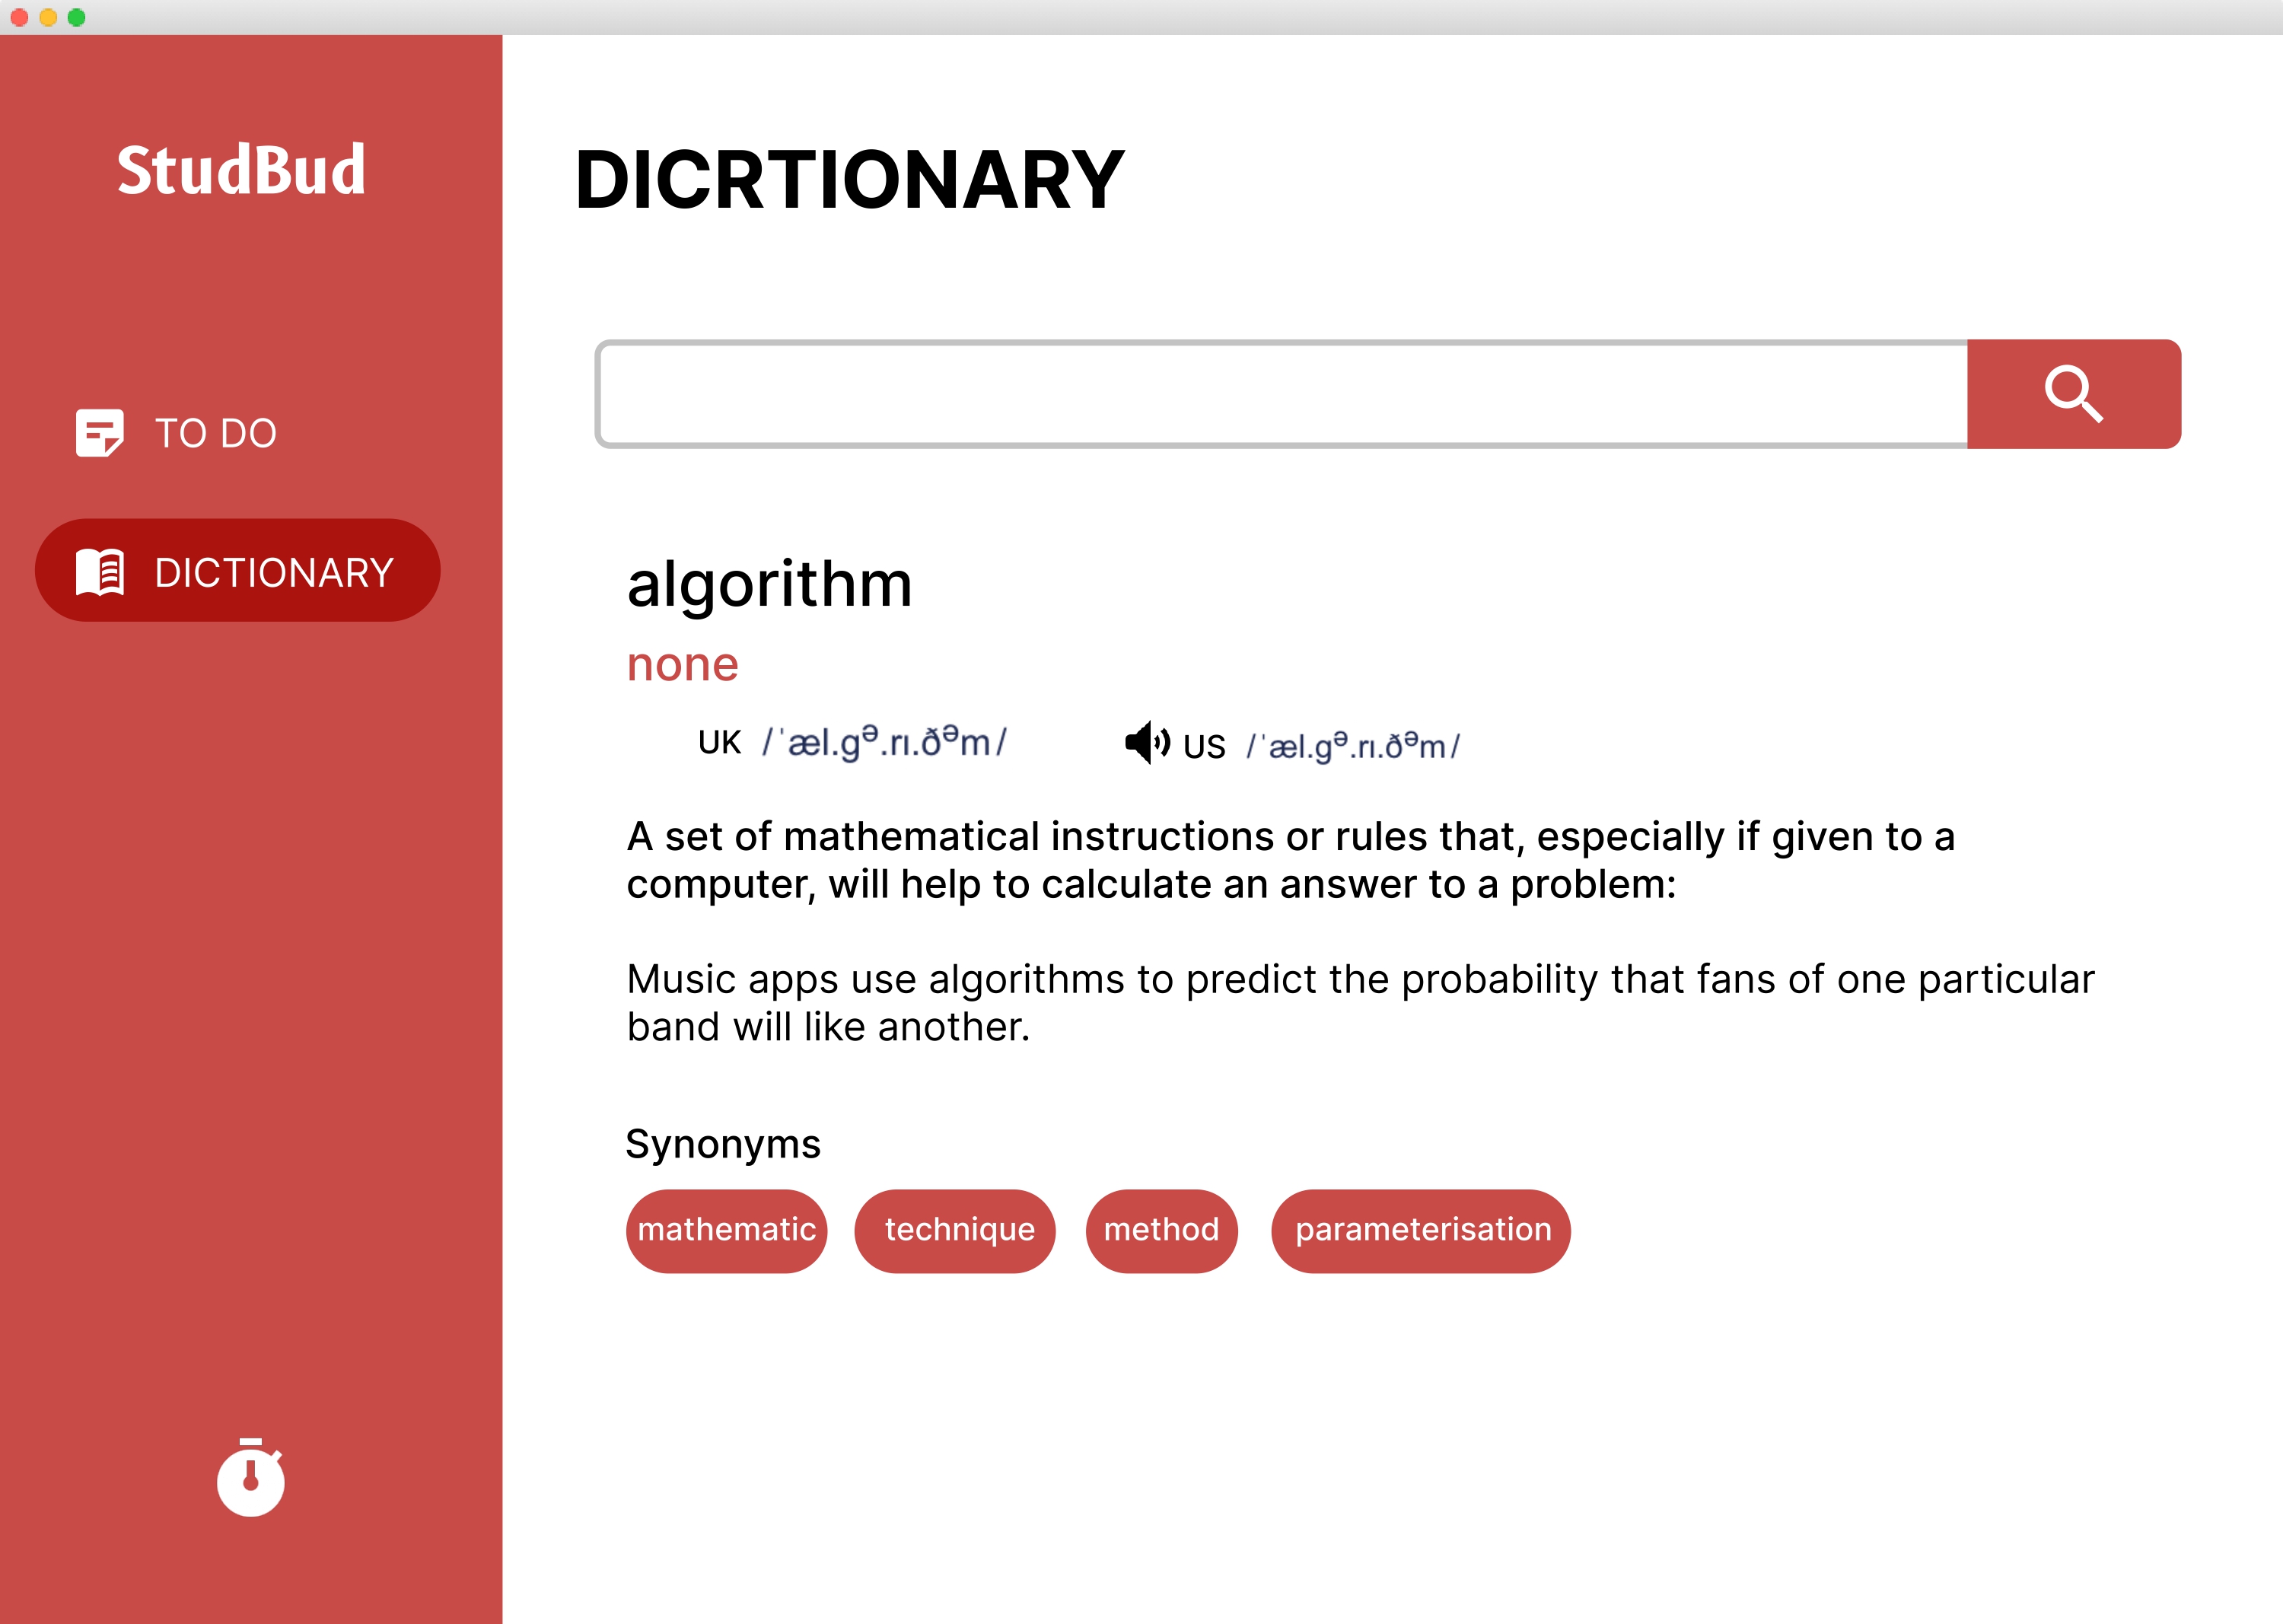 StudBud
TO DO
DICTIONARY
DICRTIONARY
algorithm
none
UK /ˈæl.gᵊ.rɪ.ðᵊm/
US /ˈæl.gᵊ.rɪ.ðᵊm/
A set of mathematical instructions or rules that, especially if given to a
computer, will help to calculate an answer to a problem:
Music apps use algorithms to predict the probability that fans of one particular
band will like another.
Synonyms
mathematic
technique
method
parameterisation